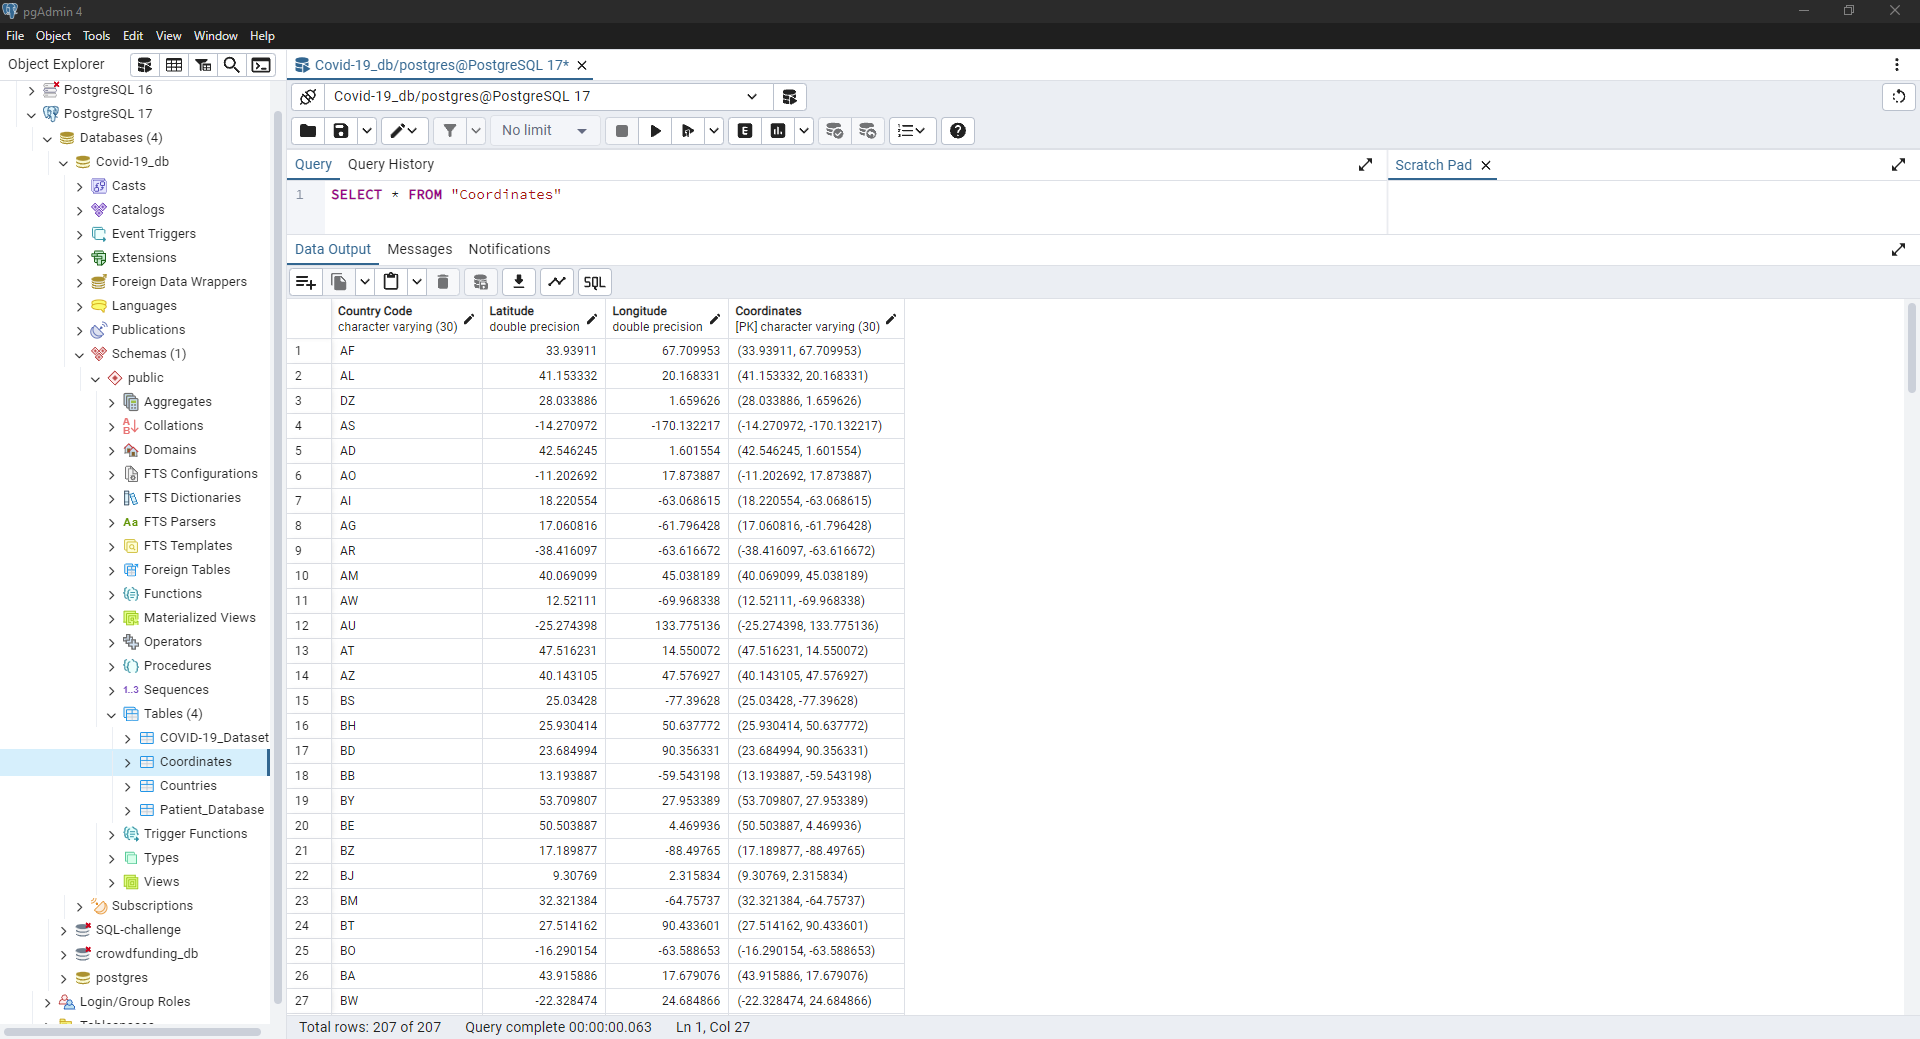 pgAdmin 4
File Object Tools Edit View Window Help
Object Explorer
PostgreSQL 16
PostgreSQL 17
Databases (4)
Covid-19_db
Casts
Catalogs
Event Triggers
Extensions
Foreign Data Wrappers
Languages
Publications
Schemas (1)
public
Aggregates
Collations
Domains
FTS Configurations
FTS Dictionaries
Aa FTS Parsers
FTS Templates
Foreign Tables
Functions
Materialized Views
Operators
Procedures
1..3 Sequences
Tables (4)
COVID-19_Dataset
Coordinates
Countries
Patient_Database
Trigger Functions
Types
Views
Subscriptions
SQL-challenge
crowdfunding_db
postgres
Login/Group Roles
Covid-19_db/postgres@PostgreSQL 17*
Covid-19_db/postgres@PostgreSQL 17
No limit
E
Query Query History
Scratch Pad
1 SELECT * FROM "Coordinates"
Data Output Messages Notifications
SQL
Country Code Latitude Longitude Coordinates
character varying (30) double precision double precision [PK] character varying (30)
1 AF 33.93911 67.709953 (33.93911, 67.709953)
2 AL 41.153332 20.168331 (41.153332, 20.168331)
3 DZ 28.033886 1.659626 (28.033886, 1.659626)
4 AS -14.270972 -170.132217 (-14.270972, -170.132217)
5 AD 42.546245 1.601554 (42.546245, 1.601554)
6 AO -11.202692 17.873887 (-11.202692, 17.873887)
7 AI 18.220554 -63.068615 (18.220554, -63.068615)
8 AG 17.060816 -61.796428 (17.060816, -61.796428)
9 AR -38.416097 -63.616672 (-38.416097, -63.616672)
10 AM 40.069099 45.038189 (40.069099, 45.038189)
11 AW 12.52111 -69.968338 (12.52111, -69.968338)
12 AU -25.274398 133.775136 (-25.274398, 133.775136)
13 AT 47.516231 14.550072 (47.516231, 14.550072)
14 AZ 40.143105 47.576927 (40.143105, 47.576927)
15 BS 25.03428 -77.39628 (25.03428, -77.39628)
16 BH 25.930414 50.637772 (25.930414, 50.637772)
17 BD 23.684994 90.356331 (23.684994, 90.356331)
18 BB 13.193887 -59.543198 (13.193887, -59.543198)
19 BY 53.709807 27.953389 (53.709807, 27.953389)
20 BE 50.503887 4.469936 (50.503887, 4.469936)
21 BZ 17.189877 -88.49765 (17.189877, -88.49765)
22 BJ 9.30769 2.315834 (9.30769, 2.315834)
23 BM 32.321384 -64.75737 (32.321384, -64.75737)
24 BT 27.514162 90.433601 (27.514162, 90.433601)
25 BO -16.290154 -63.588653 (-16.290154, -63.588653)
26 BA 43.915886 17.679076 (43.915886, 17.679076)
27 BW -22.328474 24.684866 (-22.328474, 24.684866)
Total rows: 207 of 207 Query complete 00:00:00.063 Ln 1, Col 27